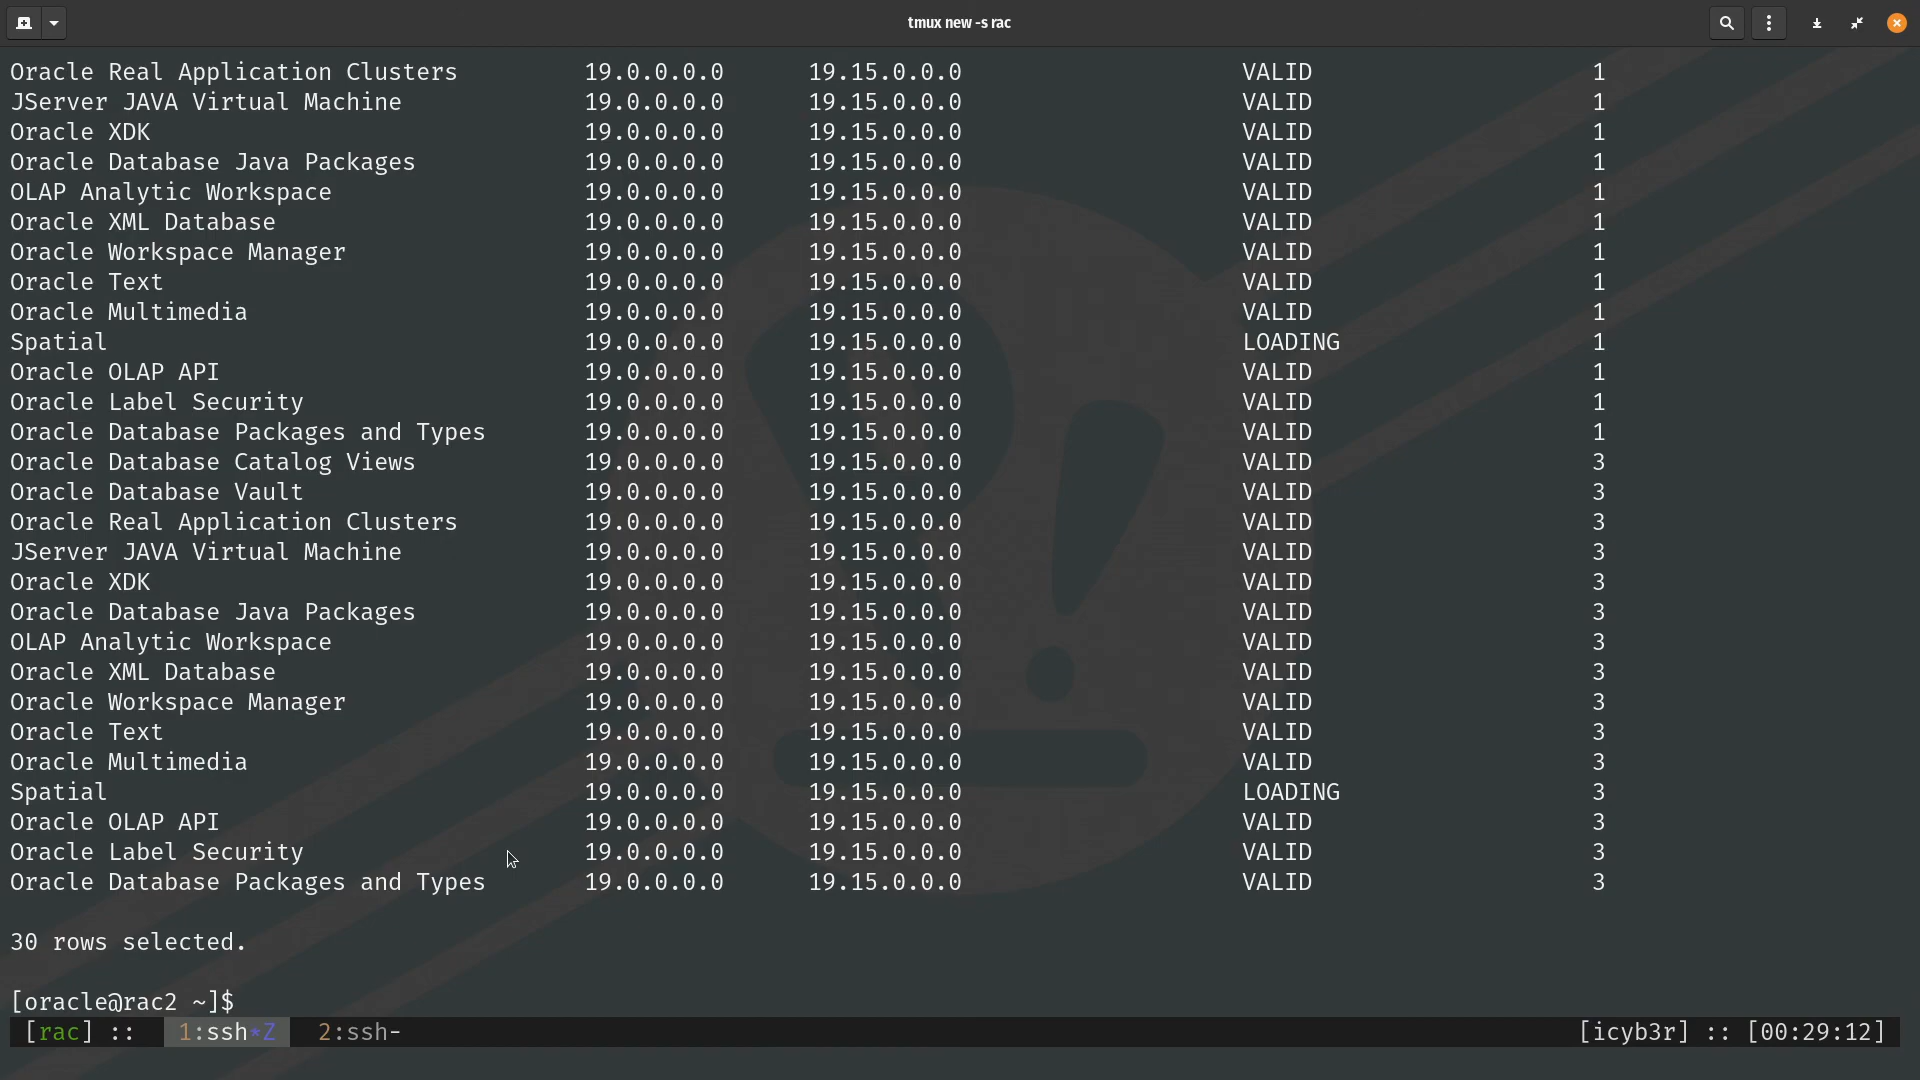 tmux new -s rac
Oracle Real Application Clusters 19.0.0.0.0 19.15.0.0.0 VALID 1
JServer JAVA Virtual Machine 19.0.0.0.0 19.15.0.0.0 VALID 1
Oracle XDK 19.0.0.0.0 19.15.0.0.0 VALID 1
Oracle Database Java Packages 19.0.0.0.0 19.15.0.0.0 VALID 1
OLAP Analytic Workspace 19.0.0.0.0 19.15.0.0.0 VALID 1
Oracle XML Database 19.0.0.0.0 19.15.0.0.0 VALID 1
Oracle Workspace Manager 19.0.0.0.0 19.15.0.0.0 VALID 1
Oracle Text 19.0.0.0.0 19.15.0.0.0 VALID 1
Oracle Multimedia 19.0.0.0.0 19.15.0.0.0 VALID 1
Spatial 19.0.0.0.0 19.15.0.0.0 LOADING 1
Oracle OLAP API 19.0.0.0.0 19.15.0.0.0 VALID 1
Oracle Label Security 19.0.0.0.0 19.15.0.0.0 VALID 1
Oracle Database Packages and Types 19.0.0.0.0 19.15.0.0.0 VALID 1
Oracle Database Catalog Views 19.0.0.0.0 19.15.0.0.0 VALID 3
Oracle Database Vault 19.0.0.0.0 19.15.0.0.0 VALID 3
Oracle Real Application Clusters 19.0.0.0.0 19.15.0.0.0 VALID 3
JServer JAVA Virtual Machine 19.0.0.0.0 19.15.0.0.0 VALID 3
Oracle XDK 19.0.0.0.0 19.15.0.0.0 VALID 3
Oracle Database Java Packages 19.0.0.0.0 19.15.0.0.0 VALID 3
OLAP Analytic Workspace 19.0.0.0.0 19.15.0.0.0 VALID 3
Oracle XML Database 19.0.0.0.0 19.15.0.0.0 VALID 3
Oracle Workspace Manager 19.0.0.0.0 19.15.0.0.0 VALID 3
Oracle Text 19.0.0.0.0 19.15.0.0.0 VALID 3
Oracle Multimedia 19.0.0.0.0 19.15.0.0.0 VALID 3
Spatial 19.0.0.0.0 19.15.0.0.0 LOADING 3
Oracle OLAP API 19.0.0.0.0 19.15.0.0.0 VALID 3
Oracle Label Security 19.0.0.0.0 19.15.0.0.0 VALID 3
Oracle Database Packages and Types 19.0.0.0.0 19.15.0.0.0 VALID 3
30 rows selected.
[oracle@rac2 ~]$
[rac] :: 1:ssh*Z 2:ssh- [icyb3r] :: [00:29:12]